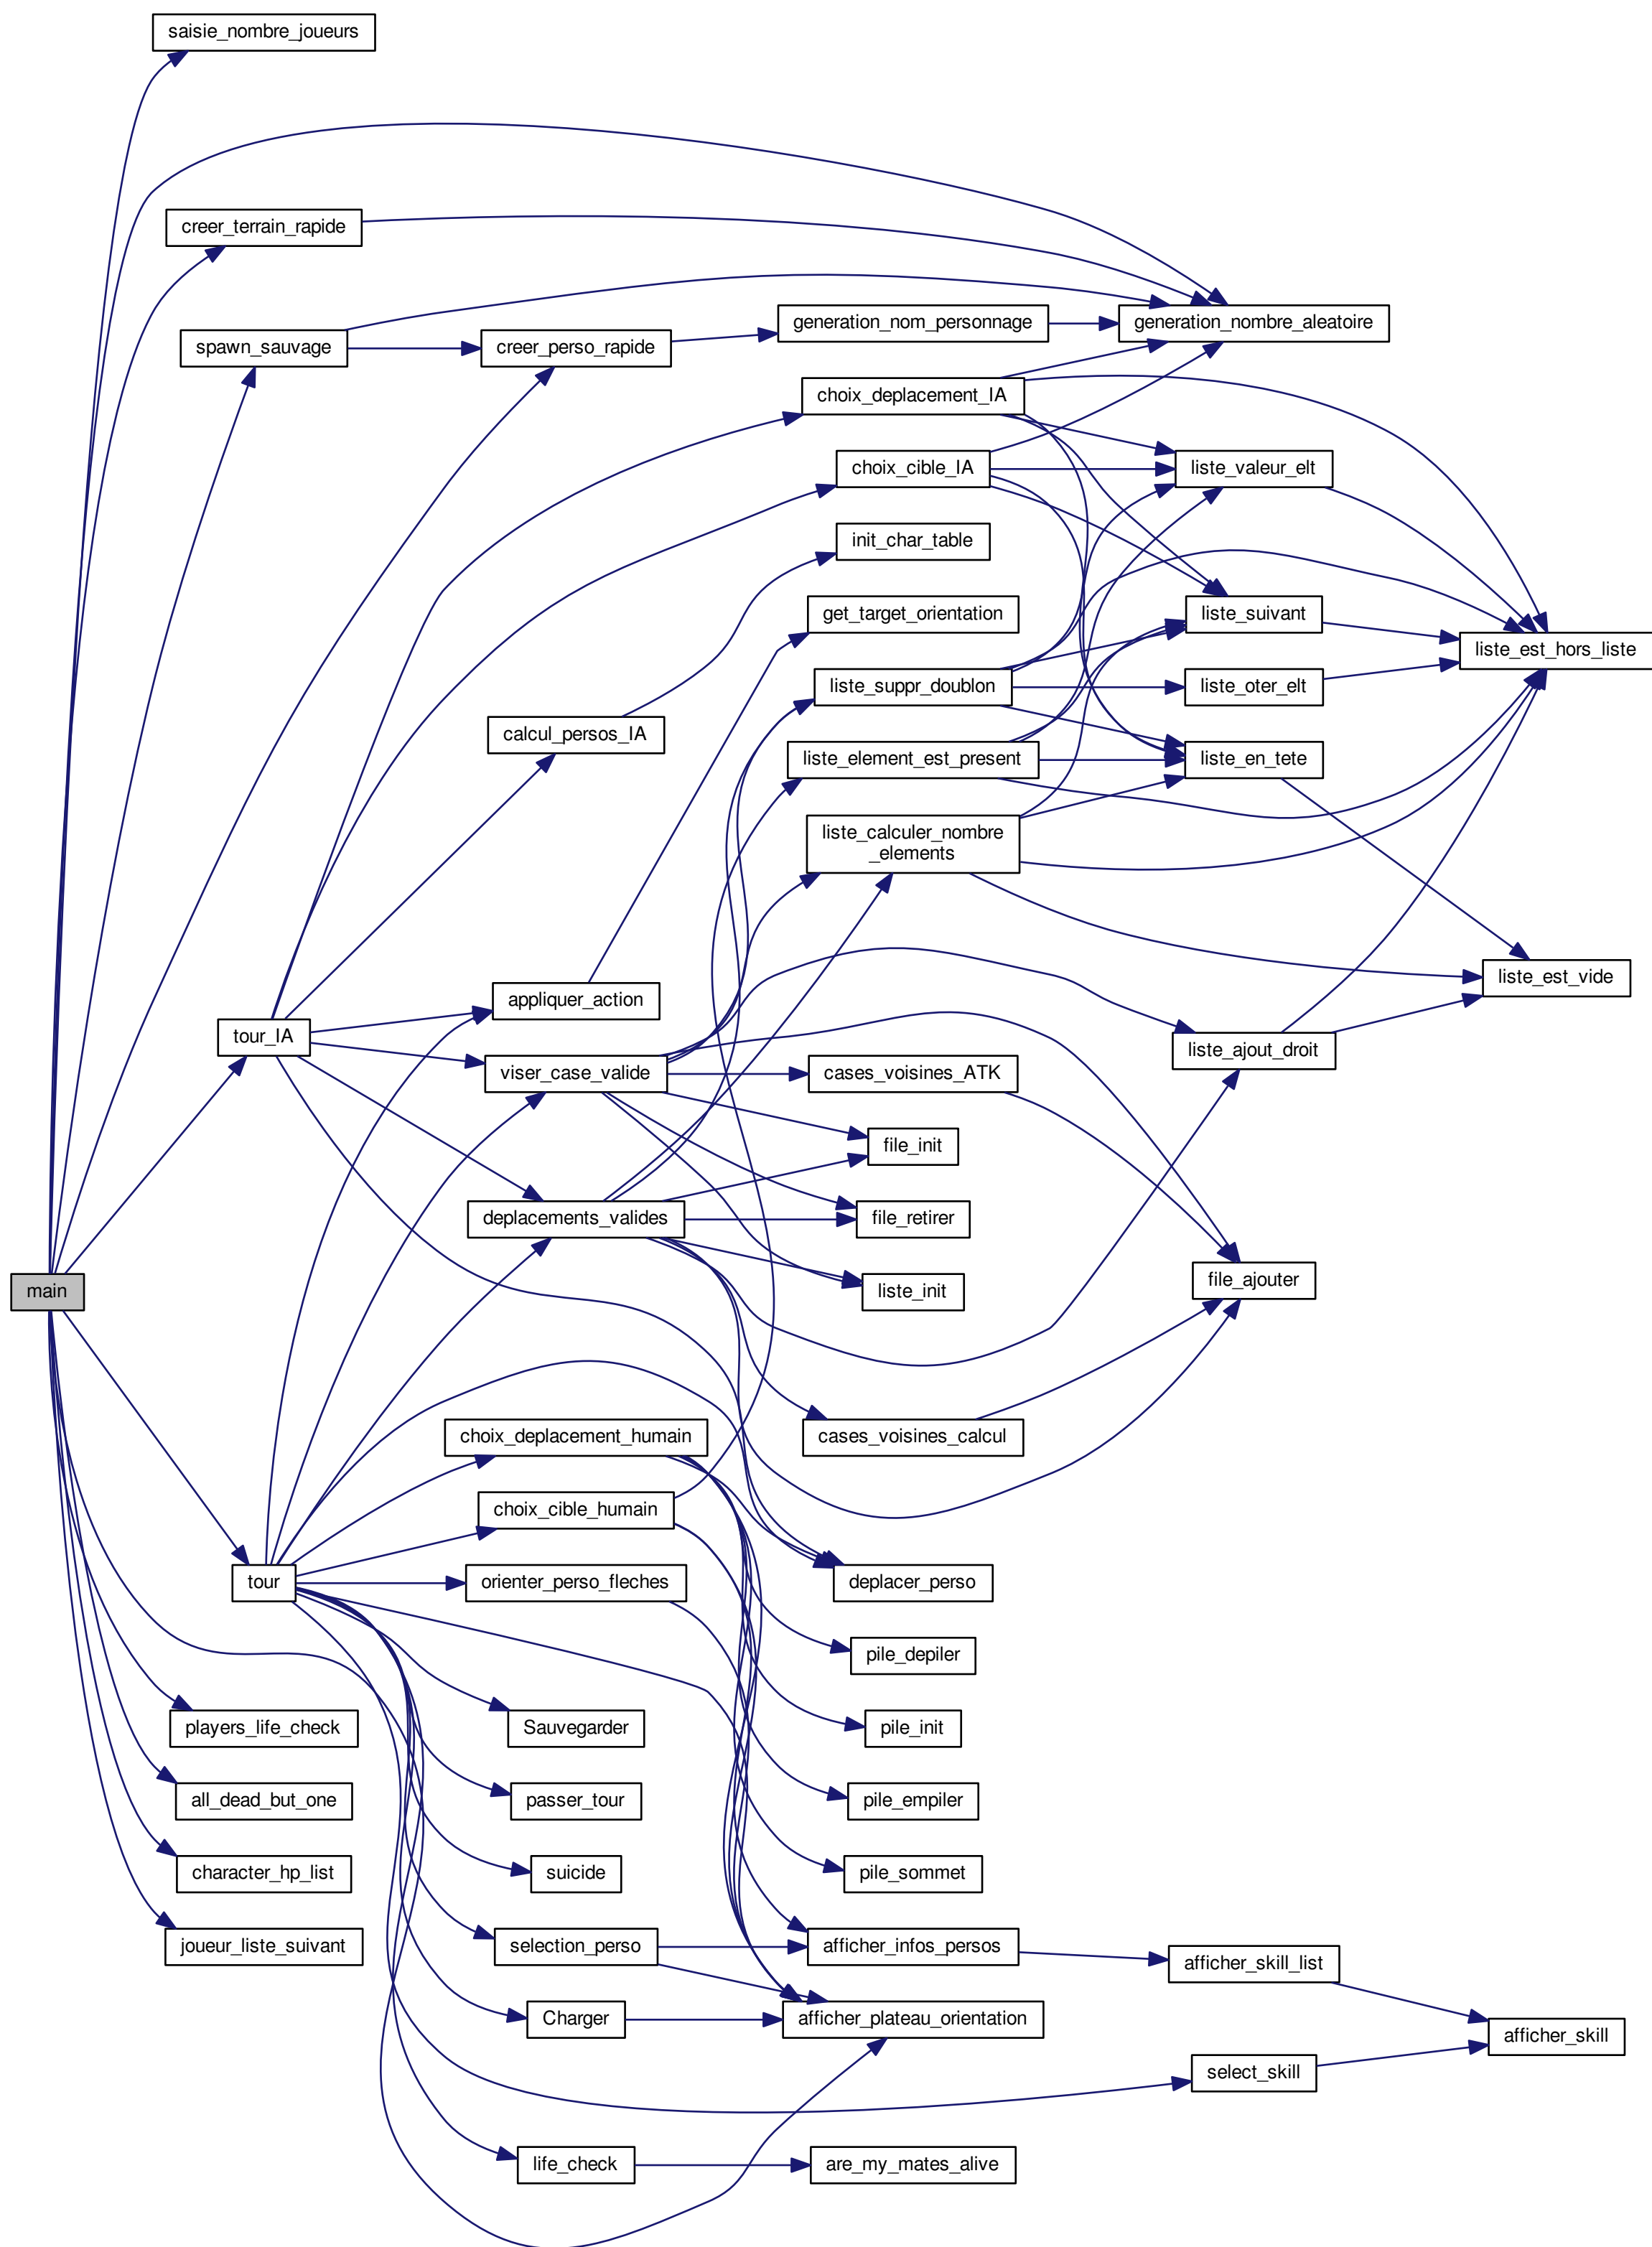 saisie_nombre_joueurs
creer_terrain_rapide
generation_nom_personnage
generation_nombre_aleatoire
spawn_sauvage
creer_perso_rapide
choix_deplacement_IA
choix_cible_IA
liste_valeur_elt
init_char_table
get_target_orientation
liste_suivant
liste_est_hors_liste
liste_suppr_doublon
liste_oter_elt
calcul_persos_IA
liste_element_est_present
liste_en_tete
liste_calculer_nombre
_elements
liste_est_vide
appliquer_action
tour_IA
liste_ajout_droit
viser_case_valide
cases_voisines_ATK
file_init
deplacements_valides
file_retirer
file_ajouter
main
liste_init
choix_deplacement_humain
cases_voisines_calcul
choix_cible_humain
tour
orienter_perso_fleches
deplacer_perso
pile_depiler
players_life_check
Sauvegarder
pile_init
all_dead_but_one
passer_tour
pile_empiler
character_hp_list
suicide
pile_sommet
joueur_liste_suivant
selection_perso
afficher_infos_persos
afficher_skill_list
Charger
afficher_plateau_orientation
afficher_skill
select_skill
life_check
are_my_mates_alive